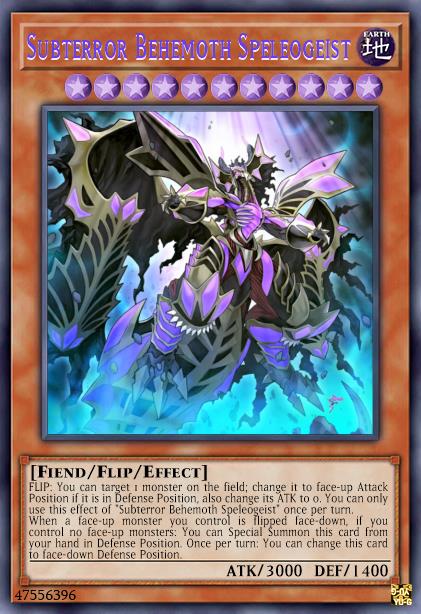 Subterror Behemoth Speleogeist
EARTH
地
[Fiend/Flip/Effect]
FLIP: You can target 1 monster on the field; change it to face-up Attack
Position if it is in Defense Position, also change its ATK to 0. You can only
use this effect of "Subterror Behemoth Speleogeist" once per turn.
When a face-up monster you control is flipped face-down, if you
control no face-up monsters: You can Special Summon this card from
your hand in Defense Position. Once per turn: You can change this card
to face-down Defense Position.
ATK/3000 DEF/1400
47556396